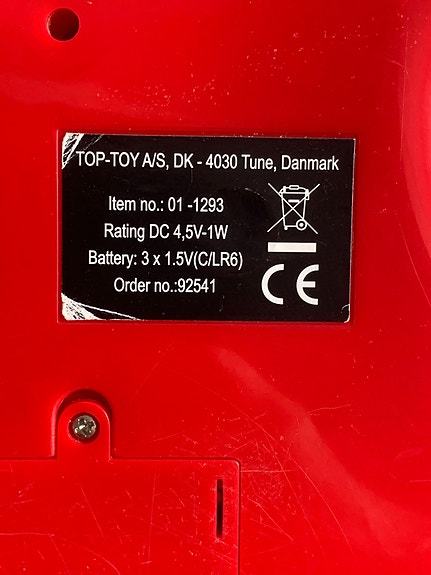 TOP-TOY A/S, DK - 4030 Tune, Danmark
Item no.: 01 -1293
Rating DC 4,5V-1W
Battery: 3 x 1.5V(C/LR6)
Order no.:92541
CE